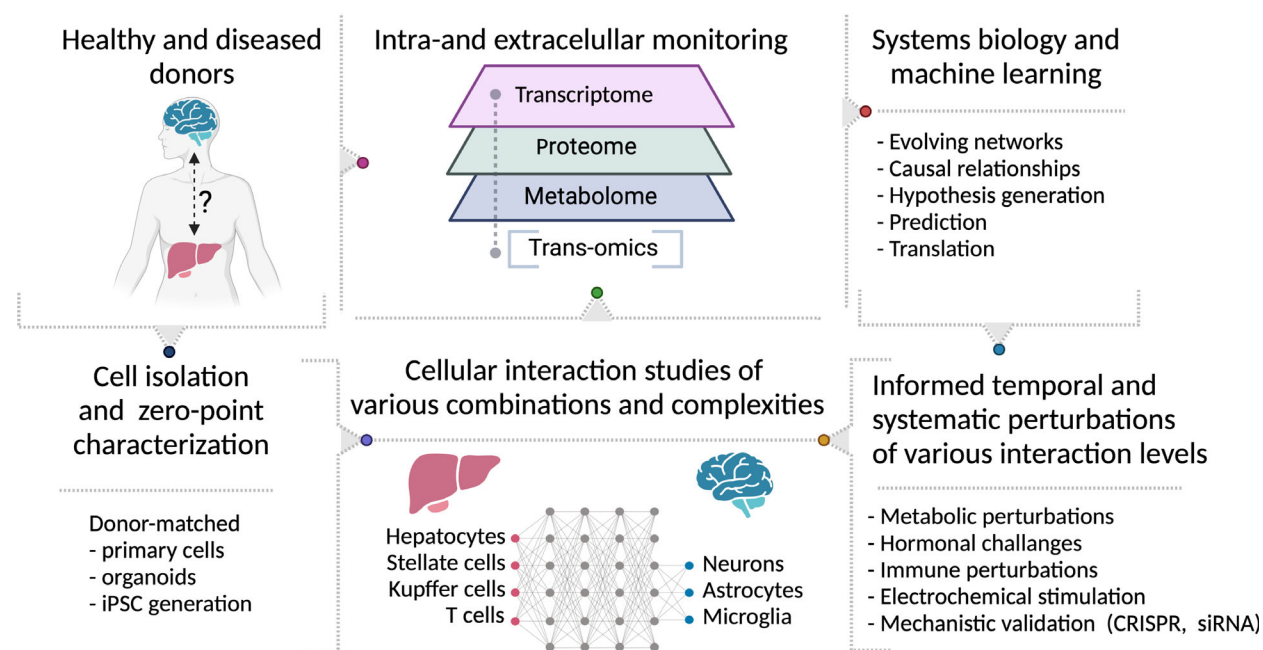 Healthy and diseased
donors
?
Intra-and extracelullar monitoring
Transcriptome
Proteome
Metabolome
Trans-omics
Systems biology and
machine learning
- Evolving networks
- Causal relationships
- Hypothesis generation
- Prediction
- Translation
Cell isolation
and zero-point
characterization
Donor-matched
- primary cells
- organoids
- iPSC generation
Cellular interaction studies of
various combinations and complexities
Hepatocytes
Stellate cells
Kupffer cells
T cells
Neurons
Astrocytes
Microglia
Informed temporal and
systematic perturbations
of various interaction levels
- Metabolic perturbations
- Hormonal challanges
- Immune perturbations
- Electrochemical stimulation
- Mechanistic validation (CRISPR, siRNA)